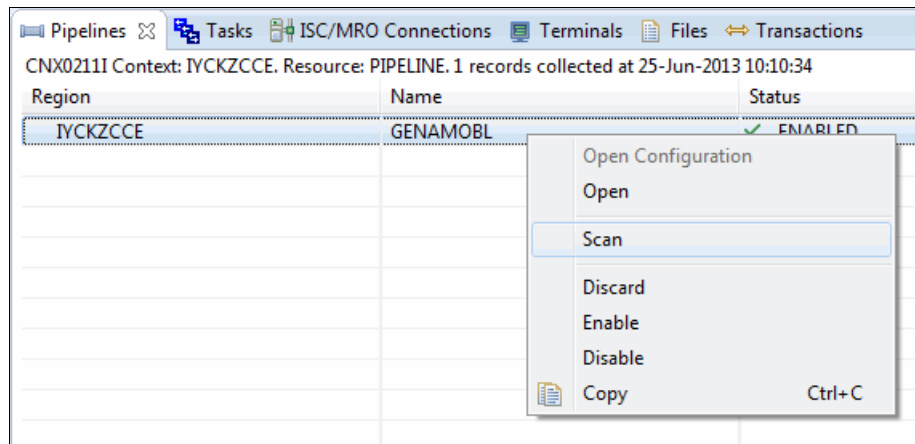 Pipelines Tasks ISC/MRO Connections Terminals Files Transactions
CNX0211I Context: IYCKZCCE. Resource: PIPELINE. 1 records collected at 25-Jun-2013 10:10:34
Region Name Status
IYCKZCCE GENAMOBL ENABLED
Open Configuration
Open
Scan
Discard
Enable
Disable
Copy Ctrl+C